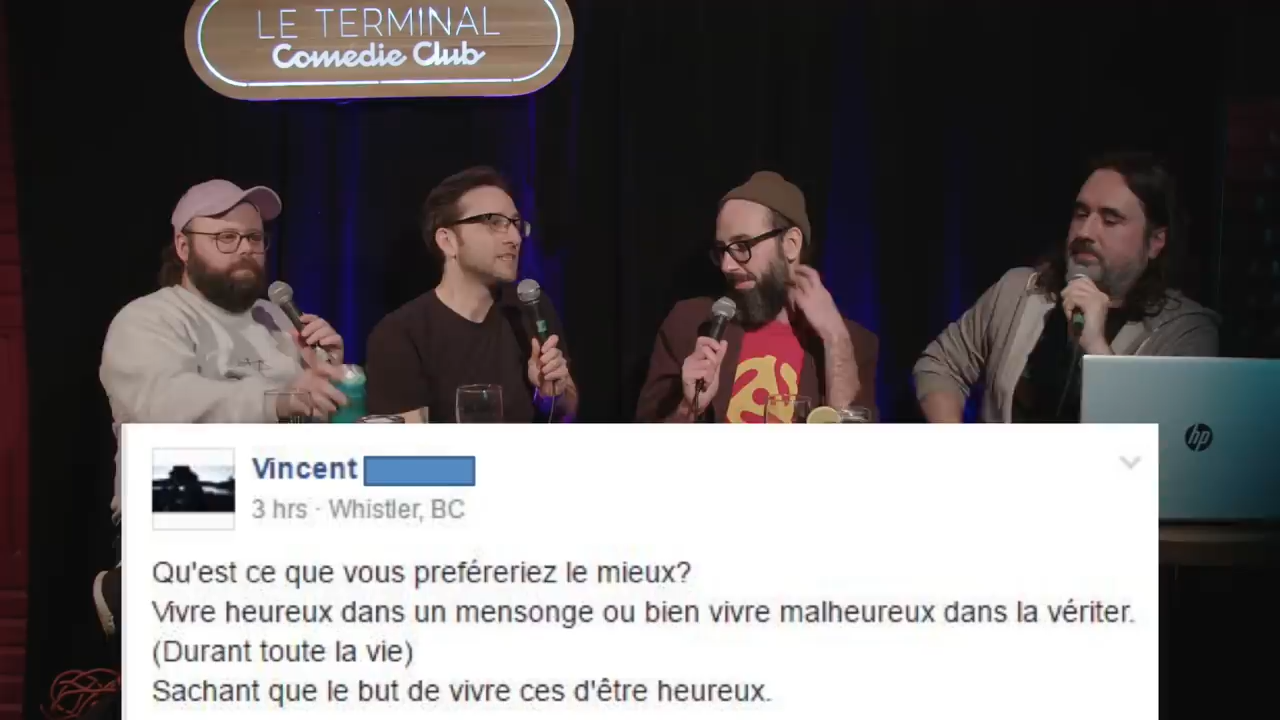 LE TERMINAL
Comedie Club
hp
Vincent
3 hrs · Whistler, BC
Qu'est ce que vous preféreriez le mieux?
Vivre heureux dans un mensonge ou bien vivre malheureux dans la vériter.
(Durant toute la vie)
Sachant que le but de vivre ces d'être heureux.